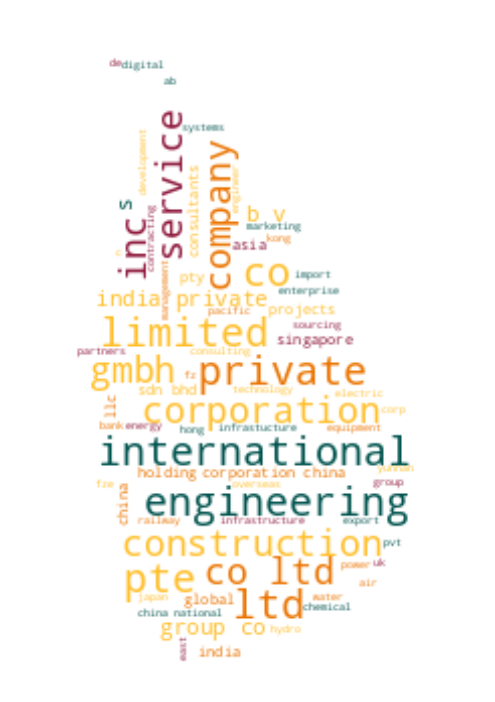 de
digital
ab
systems
service
development
company
consultants
engineer
s
inc
contracting
b v
marketing
kong
asia
c
management
pty
co
import
enterprise
india private
pacific
projects
limited
sourcing
singapore
partners
consulting
gmbh
fz
private
sdn bhd
technology
electric
llc
corporation
corp
bank
energy
hong
infrastucture
equipment
international
yunnan
holding
corporation china
fze
overseas
group
china
engineering
railway
infrastructure
export
construction
pvt
pte
co ltd
power
uk
air
japan
global
ltd
water
chemical
china national
group co
hydro
east
india